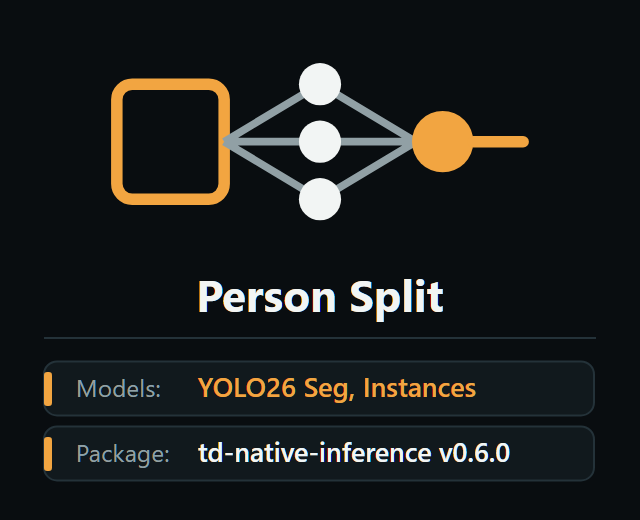 Person Split
Models: YOLO26 Seg, Instances
Package: td-native-inference v0.6.0